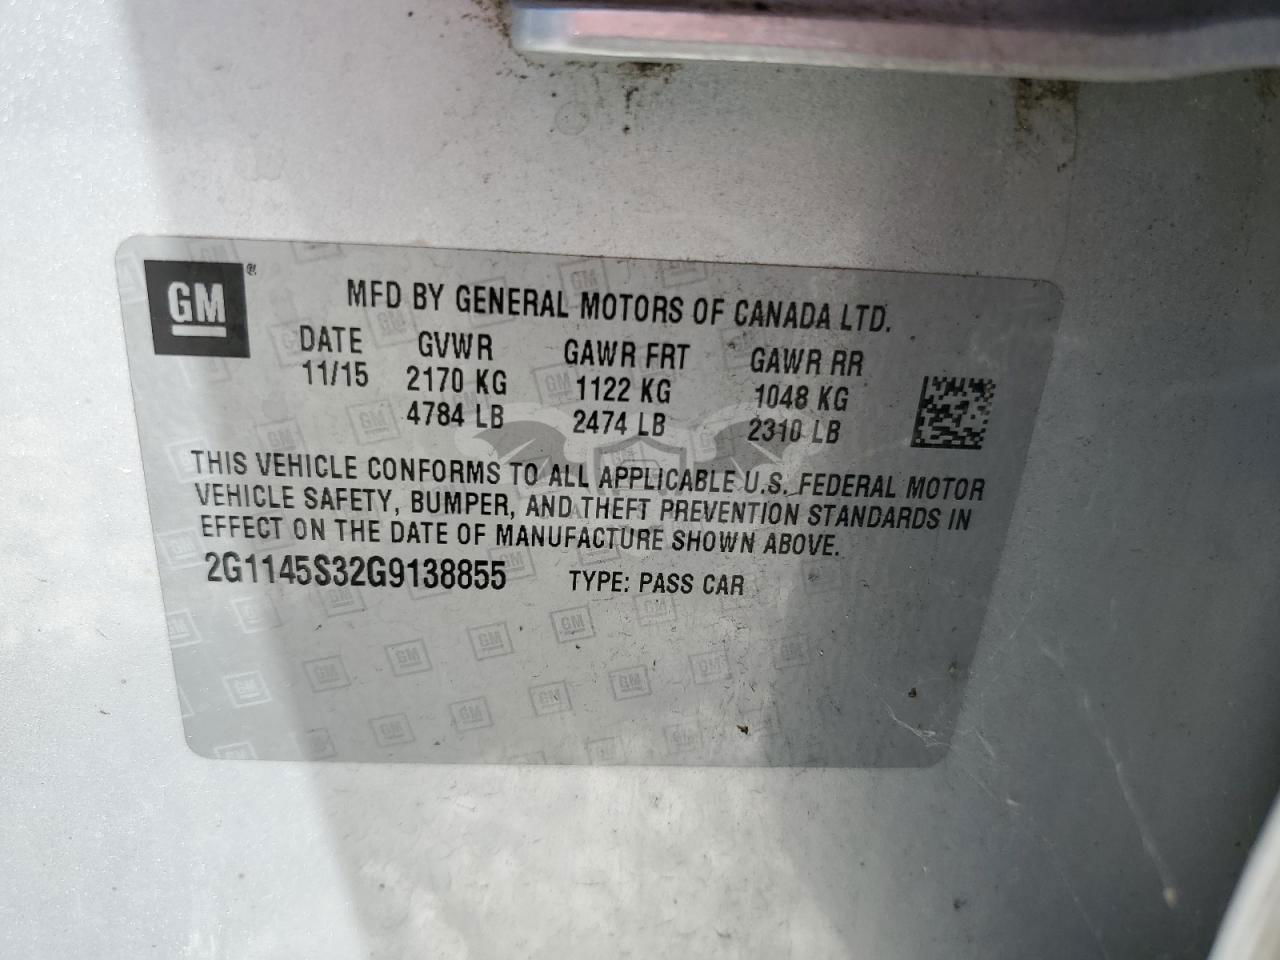 GM ®
MFD BY GENERAL MOTORS OF CANADA LTD.
DATE GVWR GAWR FRT GAWR RR
11/15 2170 KG 1122 KG 1048 KG
4784 LB 2474 LB 2310 LB
THIS VEHICLE CONFORMS TO ALL APPLICABLE U.S. FEDERAL MOTOR
VEHICLE SAFETY, BUMPER, AND THEFT PREVENTION STANDARDS IN
EFFECT ON THE DATE OF MANUFACTURE SHOWN ABOVE.
2G1145S32G9138855 TYPE: PASS CAR